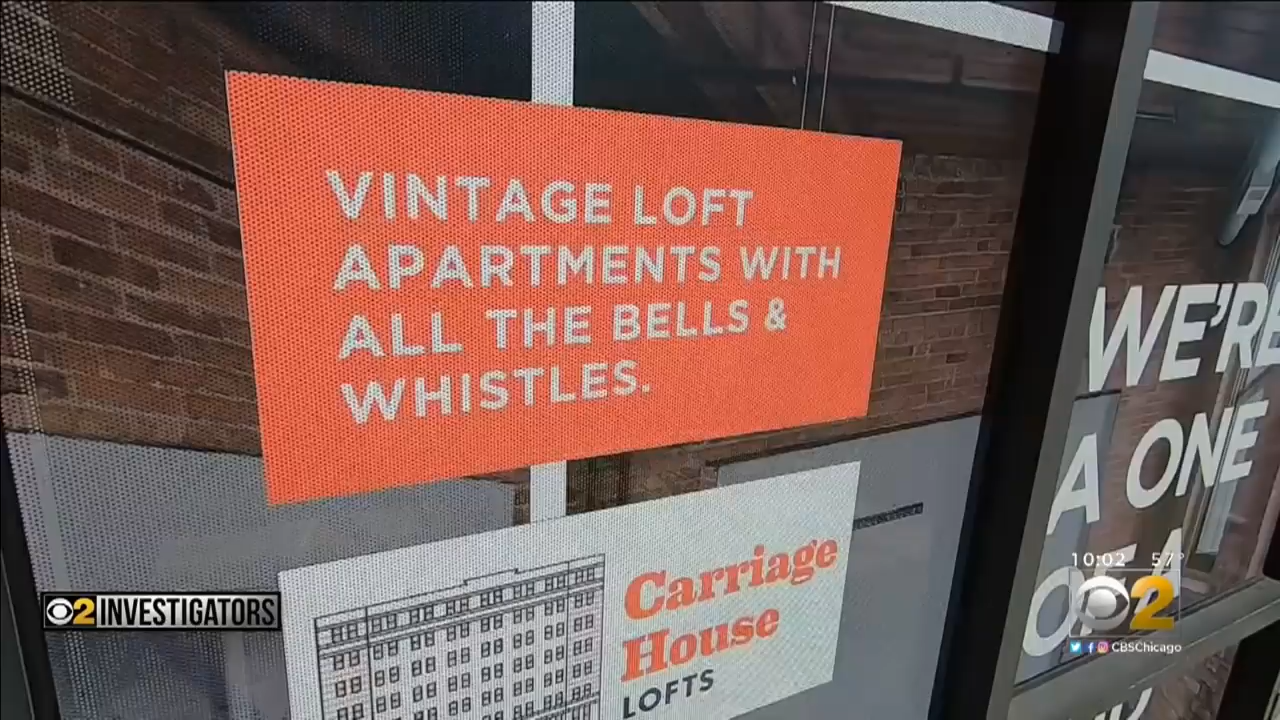 VINTAGE LOFT
APARTMENTS WITH
ALL THE BELLS &
WHISTLES.
Carriage
House
LOFTS
WE'RE
A ONE
OF A
2 INVESTIGATORS
10:02 57°
2
CBSChicago